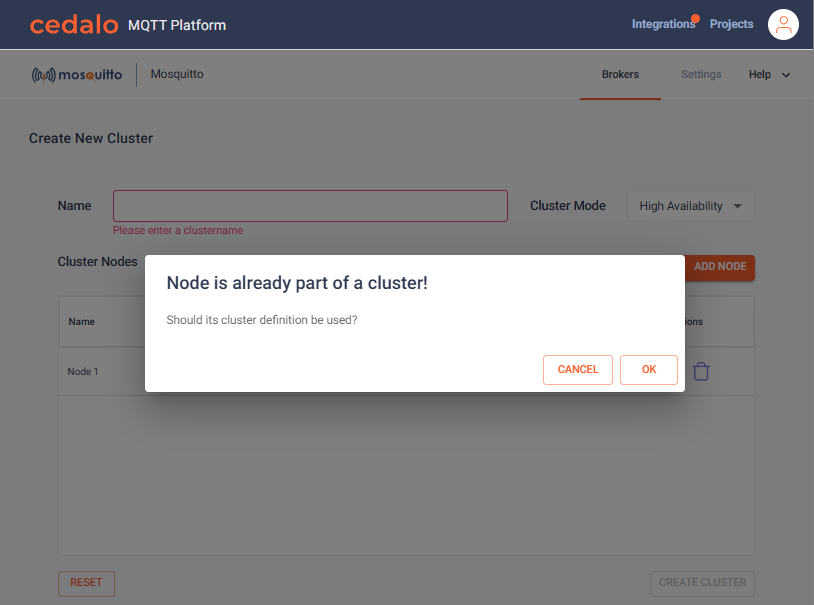 cedalo MQTT Platform
Integrations Projects
mosquitto Mosquitto
Brokers Settings Help
Create New Cluster
Name Cluster Mode High Availability
Please enter a clustername
Cluster Nodes ADD NODE
Node is already part of a cluster!
Should its cluster definition be used?
Name ions
Node 1
CANCEL OK
RESET CREATE CLUSTER